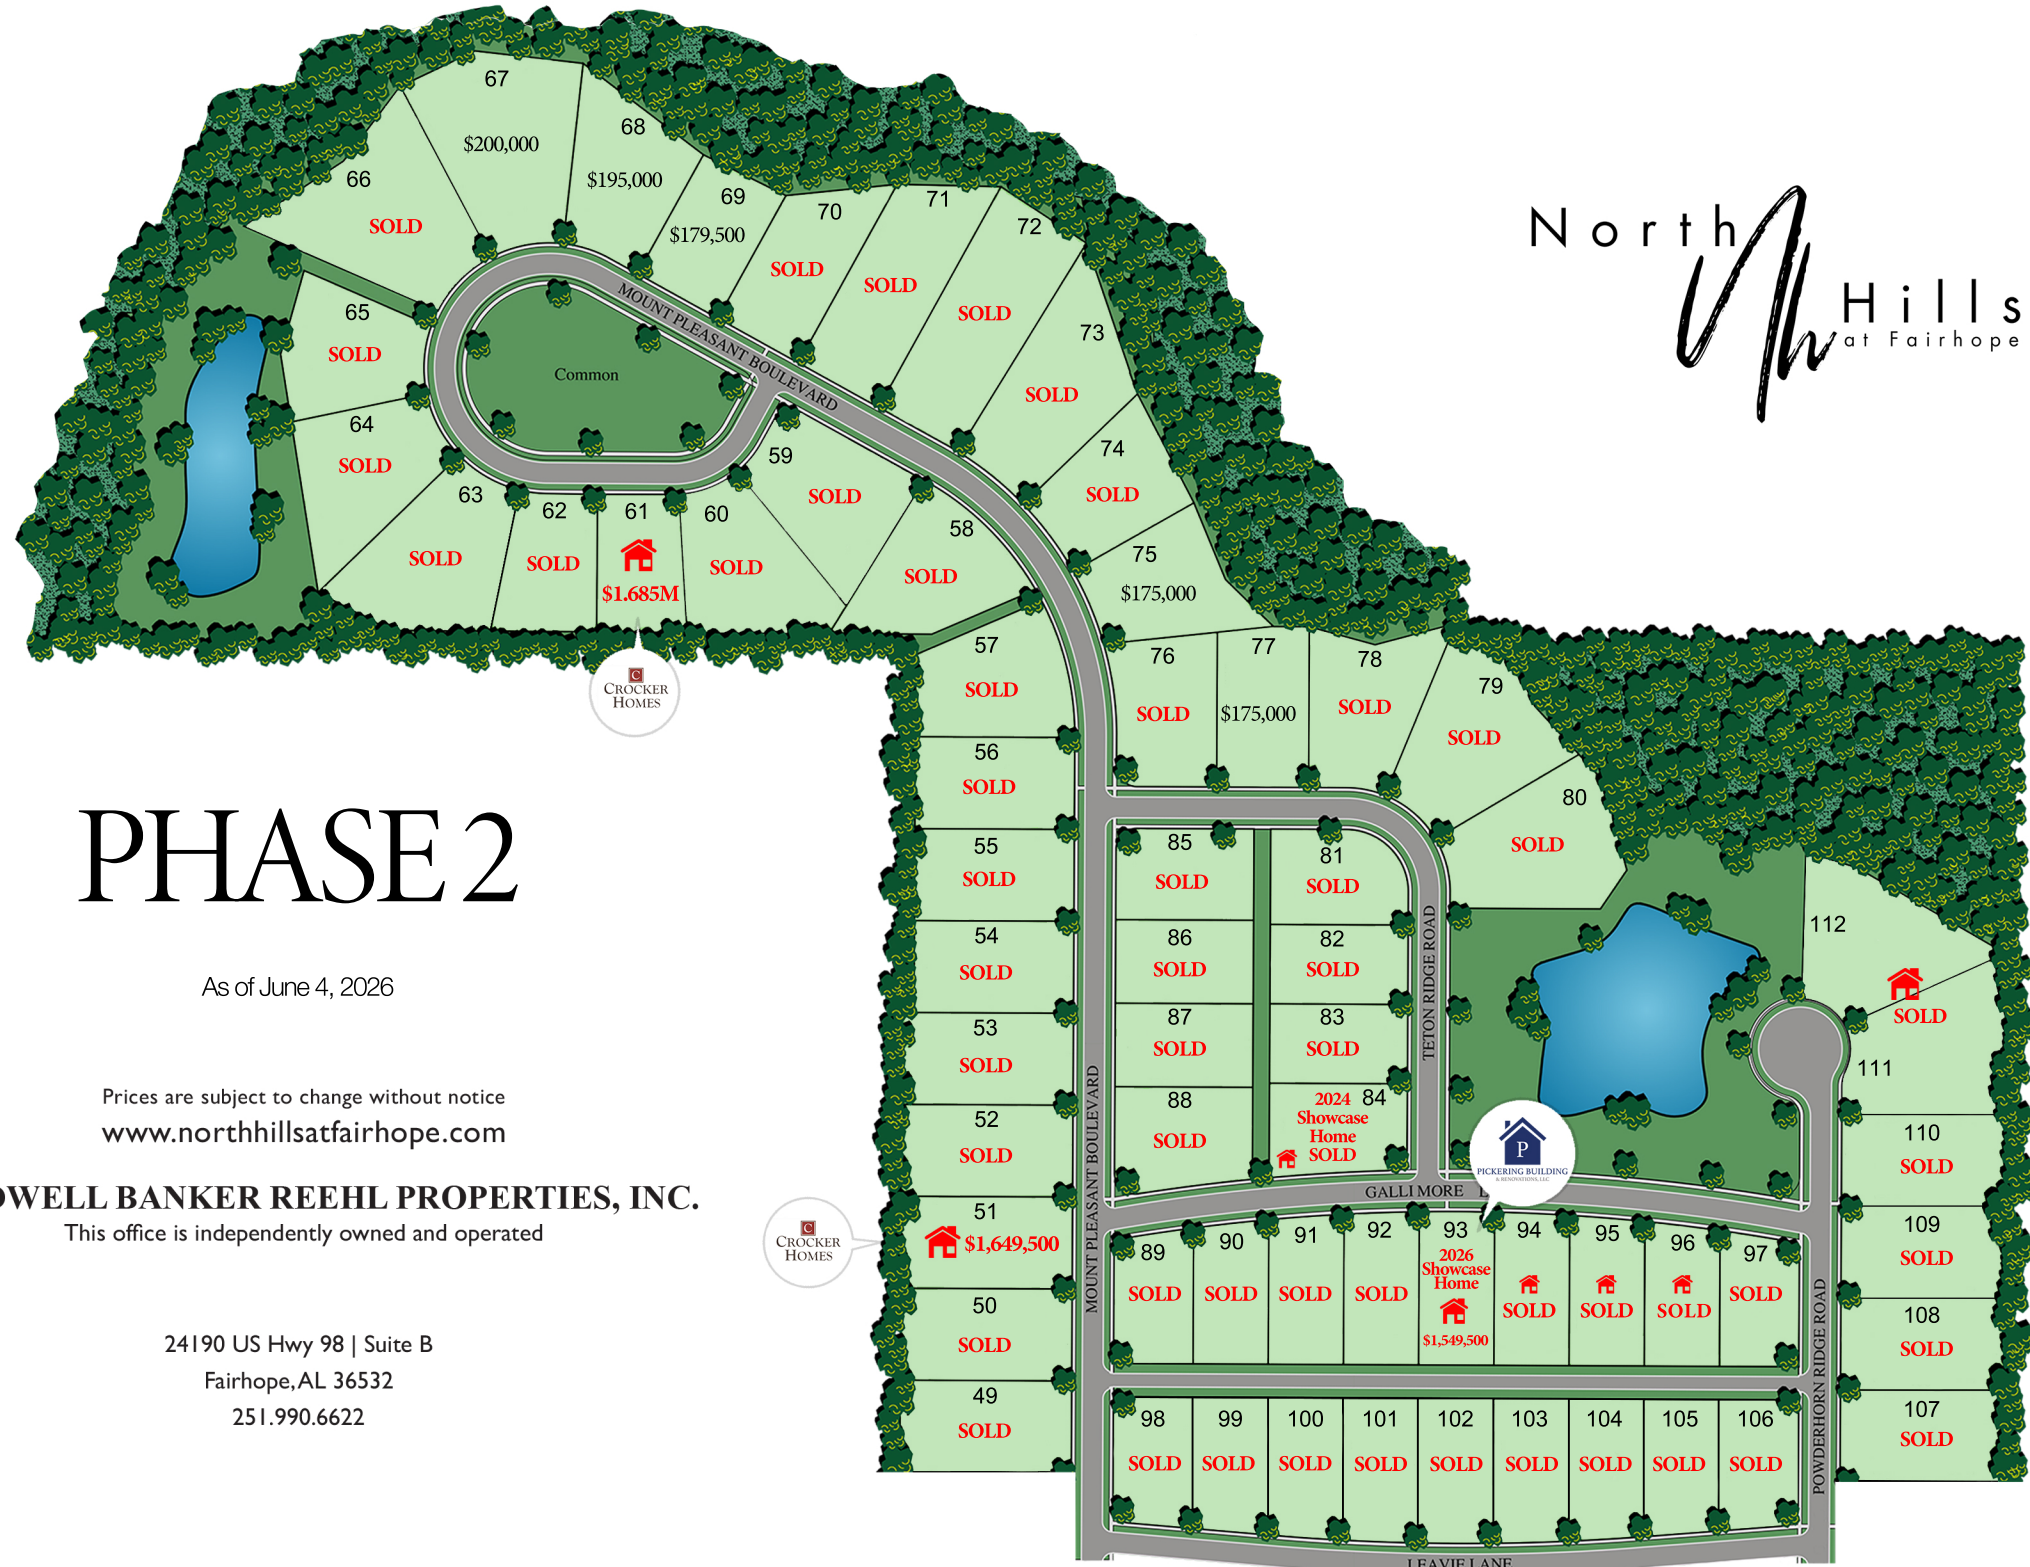 North
Hills
at Fairhope
67
$200,000
68
$195,000
66
SOLD
69
$179,500
70
SOLD
71
SOLD
72
SOLD
73
SOLD
74
SOLD
75
$175,000
65
SOLD
64
SOLD
63
SOLD
62
SOLD
61
$1.685M
60
SOLD
59
SOLD
58
SOLD
Common
MOUNT PLEASANT BOULEVARD
C
CROCKER
HOMES
57
SOLD
56
SOLD
55
SOLD
54
SOLD
53
SOLD
52
SOLD
51
$1,649,500
50
SOLD
49
SOLD
C
CROCKER
HOMES
76
SOLD
77
$175,000
78
SOLD
79
SOLD
80
SOLD
85
SOLD
86
SOLD
87
SOLD
88
SOLD
81
SOLD
82
SOLD
83
SOLD
84
2024
Showcase
Home
SOLD
TETON RIDGE ROAD
MOUNT PLEASANT BOULEVARD
GALLIMORE
P
PICKERING BUILDING
& RENOVATIONS, LLC
89
SOLD
90
SOLD
91
SOLD
92
SOLD
93
2026
Showcase
Home
$1,549,500
94
SOLD
95
SOLD
96
SOLD
97
SOLD
98
SOLD
99
SOLD
100
SOLD
101
SOLD
102
SOLD
103
SOLD
104
SOLD
105
SOLD
106
SOLD
LEAVIE LANE
POWDERHORN RIDGE ROAD
112
SOLD
111
110
SOLD
109
SOLD
108
SOLD
107
SOLD
PHASE 2
As of June 4, 2026
Prices are subject to change without notice
www.northhillsatfairhope.com
WELL BANKER REEHL PROPERTIES, INC.
This office is independently owned and operated
24190 US Hwy 98 | Suite B
Fairhope, AL 36532
251.990.6622